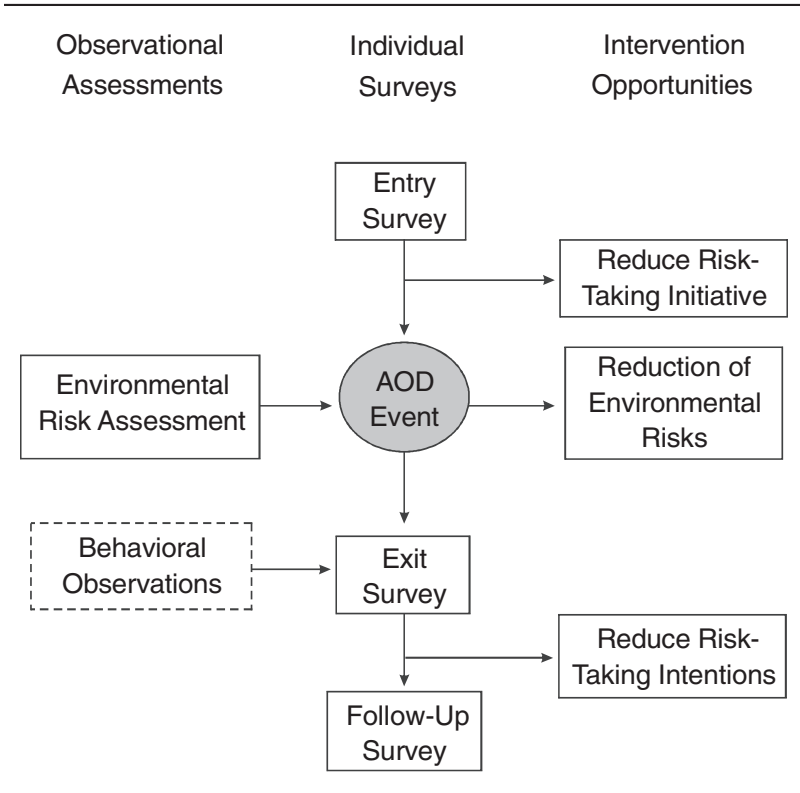 Observational
Assessments
Individual
Surveys
Intervention
Opportunities
Entry
Survey
Reduce Risk-
Taking Initiative
Environmental
Risk Assessment
AOD
Event
Reduction of
Environmental
Risks
Behavioral
Observations
Exit
Survey
Reduce Risk-
Taking Intentions
Follow-Up
Survey